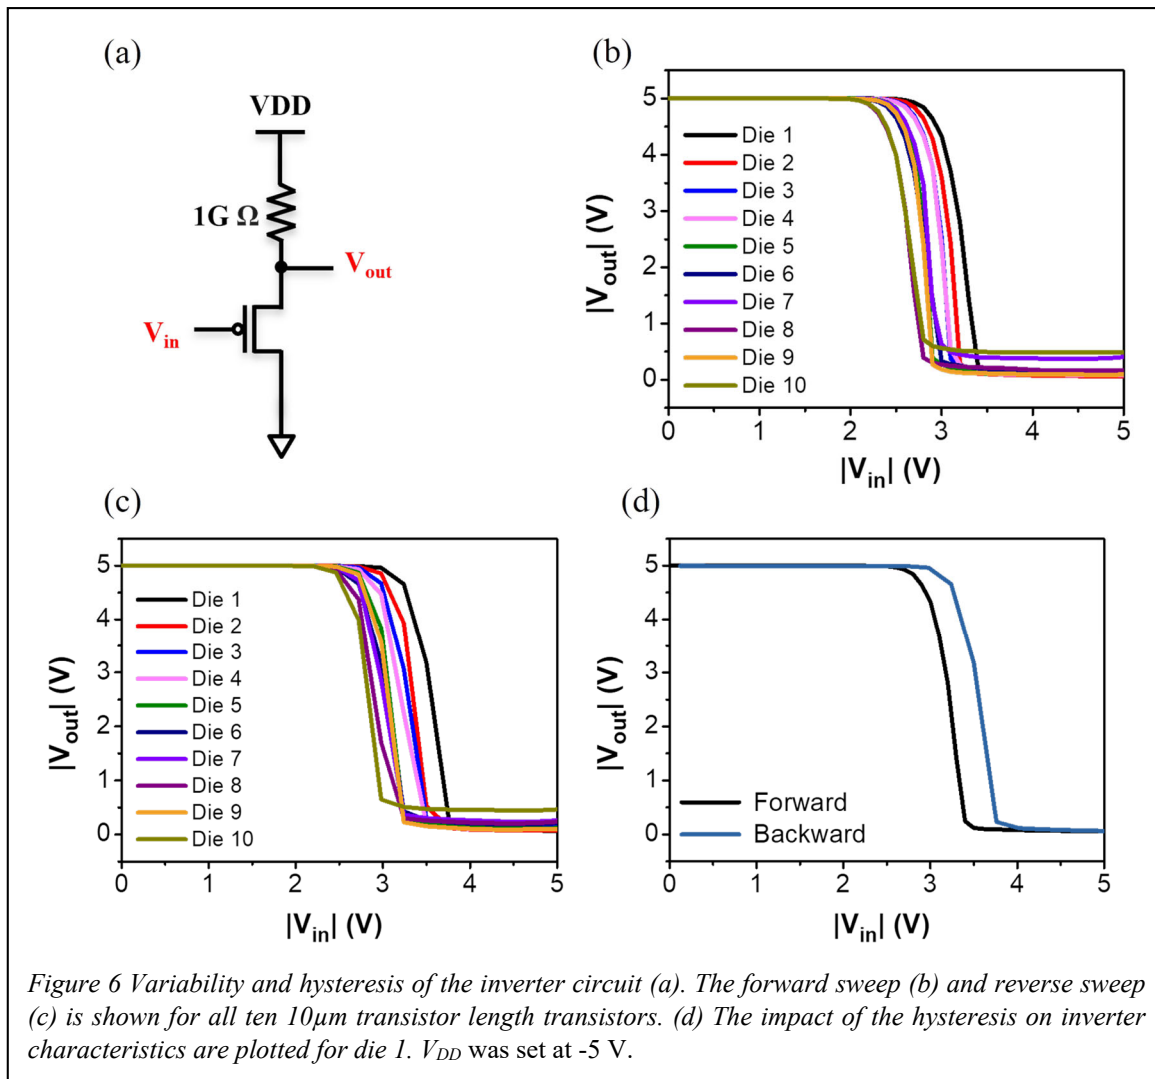 (a)
VDD
1G Ω
Vout
Vin
(b)
|Vout| (V)
5
4
3
2
1
0
Die 1
Die 2
Die 3
Die 4
Die 5
Die 6
Die 7
Die 8
Die 9
Die 10
0 1 2 3 4 5
|Vin| (V)
(c)
|Vout| (V)
5
4
3
2
1
0
Die 1
Die 2
Die 3
Die 4
Die 5
Die 6
Die 7
Die 8
Die 9
Die 10
0 1 2 3 4 5
|Vin| (V)
(d)
|Vout| (V)
5
4
3
2
1
0
Forward
Backward
0 1 2 3 4 5
|Vin| (V)
Figure 6 Variability and hysteresis of the inverter circuit (a). The forward sweep (b) and reverse sweep
(c) is shown for all ten 10μm transistor length transistors. (d) The impact of the hysteresis on inverter
characteristics are plotted for die 1. VDD was set at -5 V.